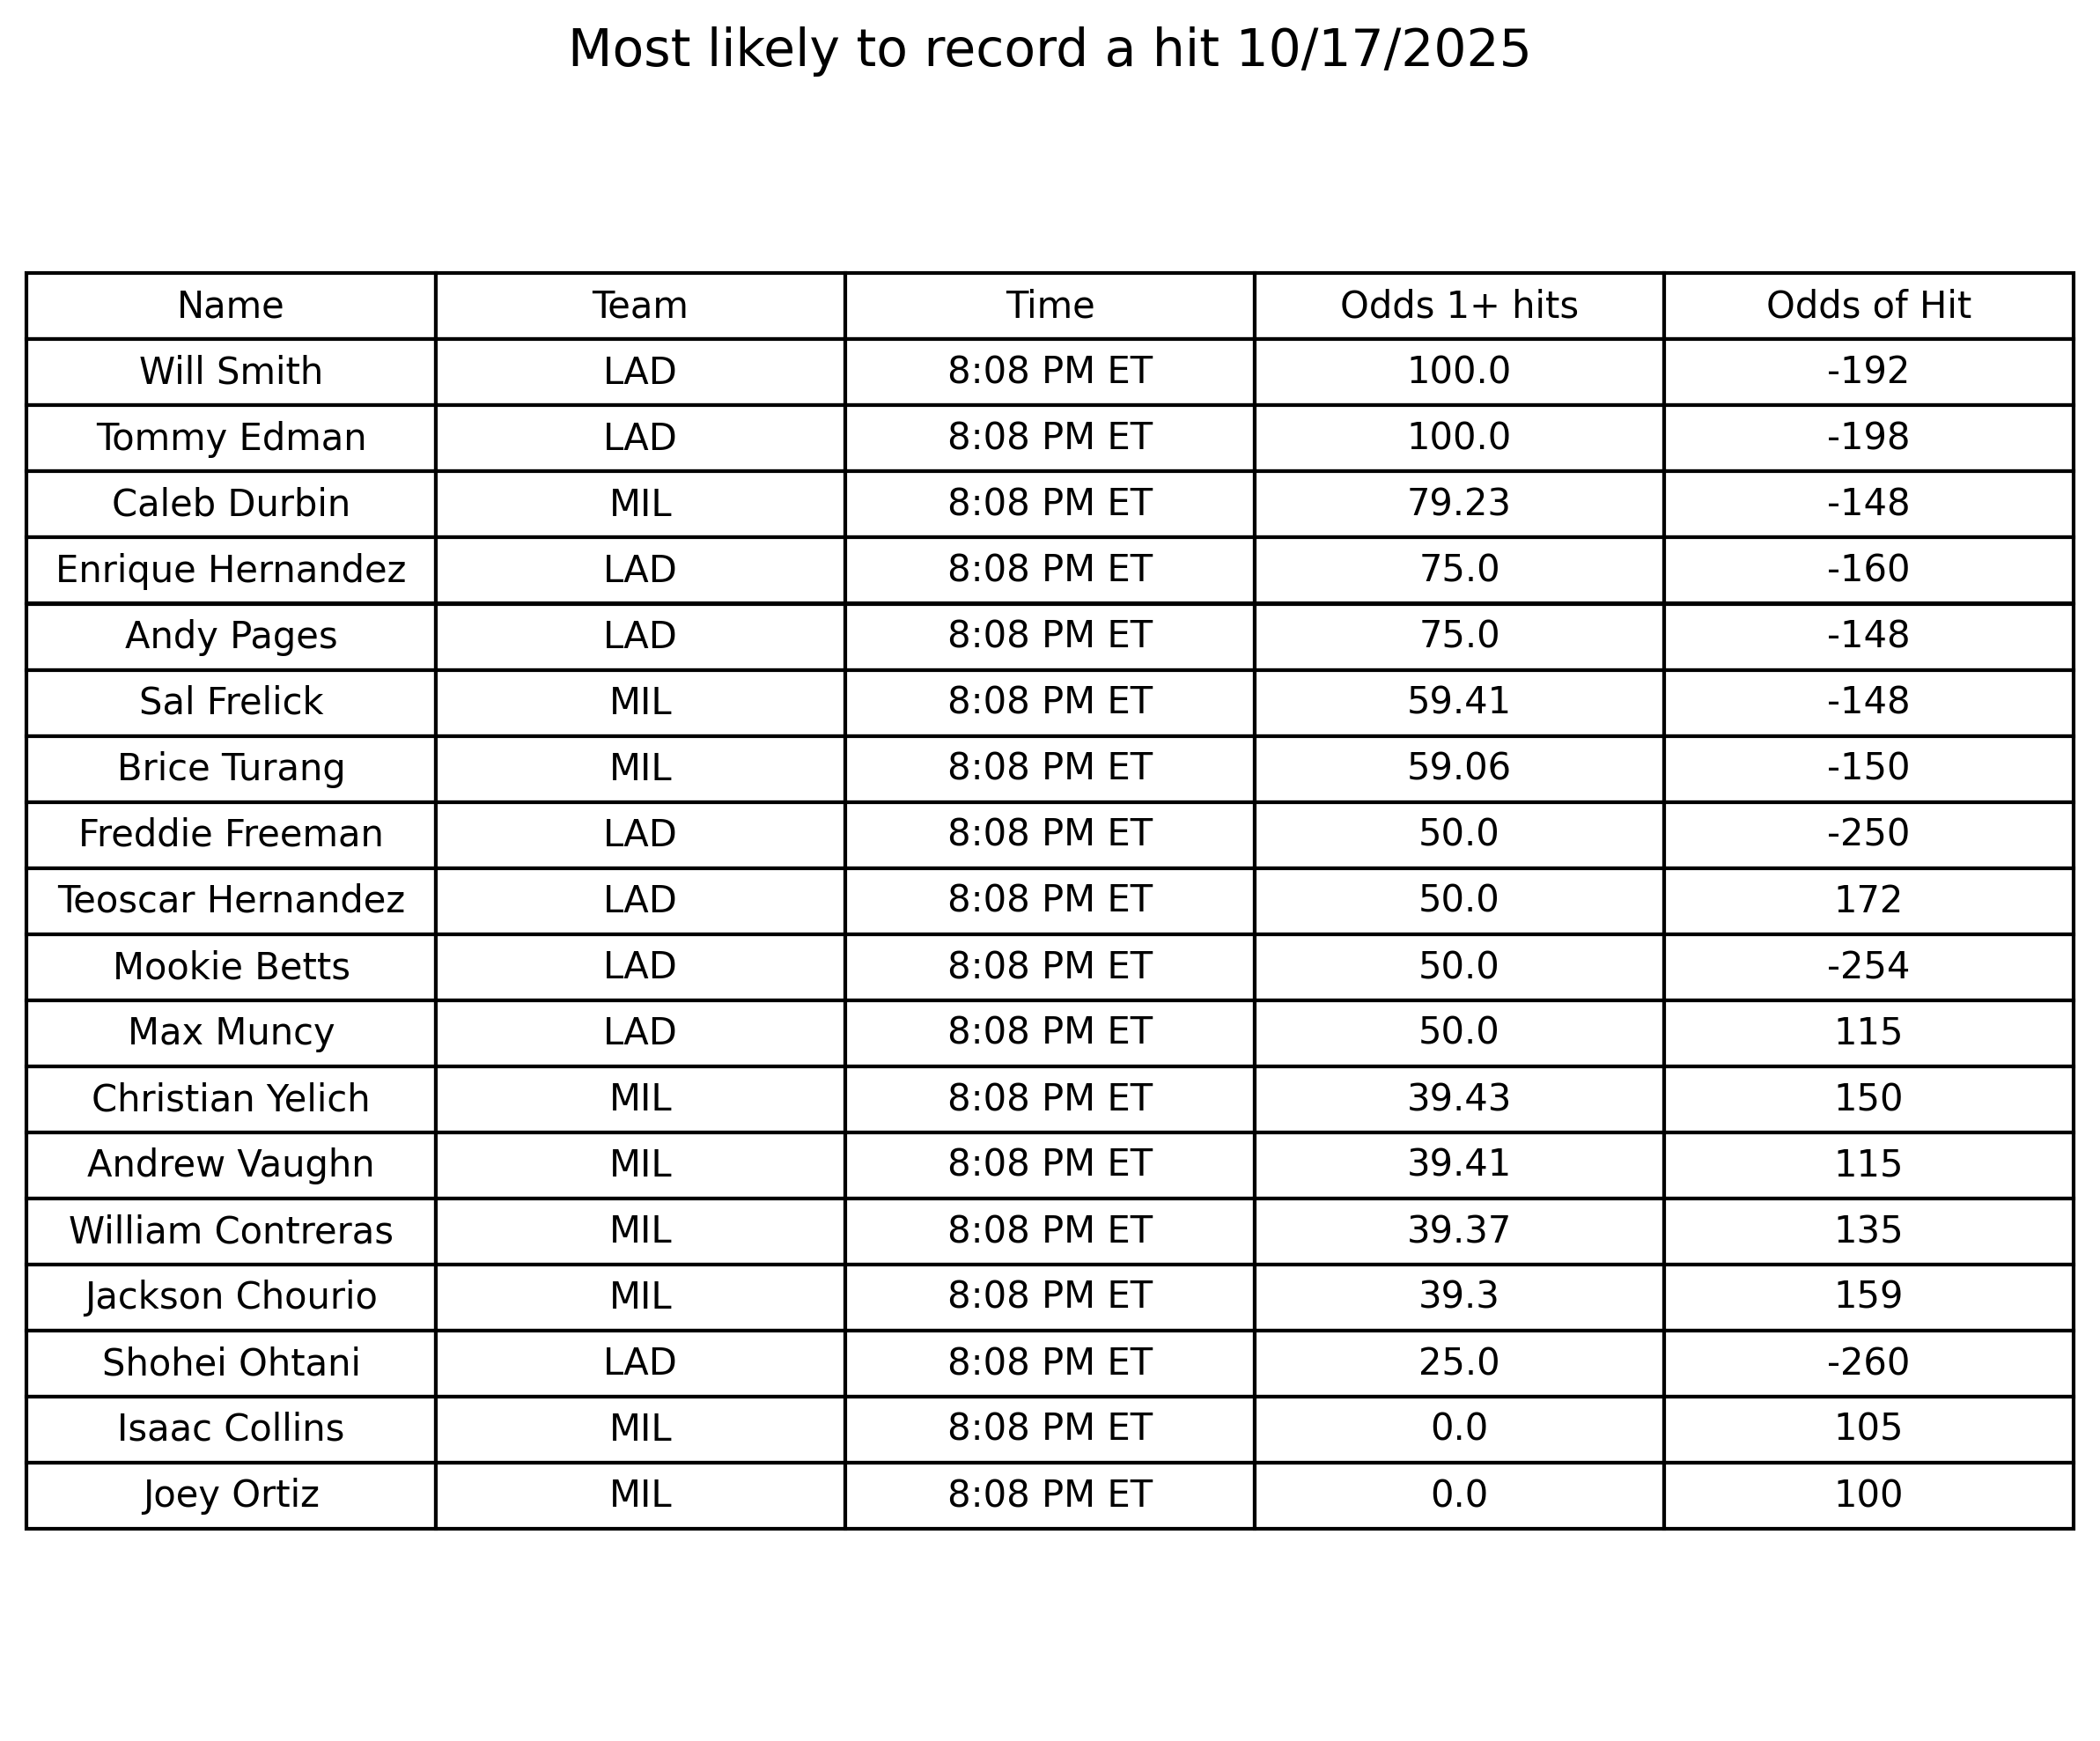 Most likely to record a hit 10/17/2025
Name Team Time Odds 1+ hits Odds of Hit
Will Smith LAD 8:08 PM ET 100.0 -192
Tommy Edman LAD 8:08 PM ET 100.0 -198
Caleb Durbin MIL 8:08 PM ET 79.23 -148
Enrique Hernandez LAD 8:08 PM ET 75.0 -160
Andy Pages LAD 8:08 PM ET 75.0 -148
Sal Frelick MIL 8:08 PM ET 59.41 -148
Brice Turang MIL 8:08 PM ET 59.06 -150
Freddie Freeman LAD 8:08 PM ET 50.0 -250
Teoscar Hernandez LAD 8:08 PM ET 50.0 172
Mookie Betts LAD 8:08 PM ET 50.0 -254
Max Muncy LAD 8:08 PM ET 50.0 115
Christian Yelich MIL 8:08 PM ET 39.43 150
Andrew Vaughn MIL 8:08 PM ET 39.41 115
William Contreras MIL 8:08 PM ET 39.37 135
Jackson Chourio MIL 8:08 PM ET 39.3 159
Shohei Ohtani LAD 8:08 PM ET 25.0 -260
Isaac Collins MIL 8:08 PM ET 0.0 105
Joey Ortiz MIL 8:08 PM ET 0.0 100